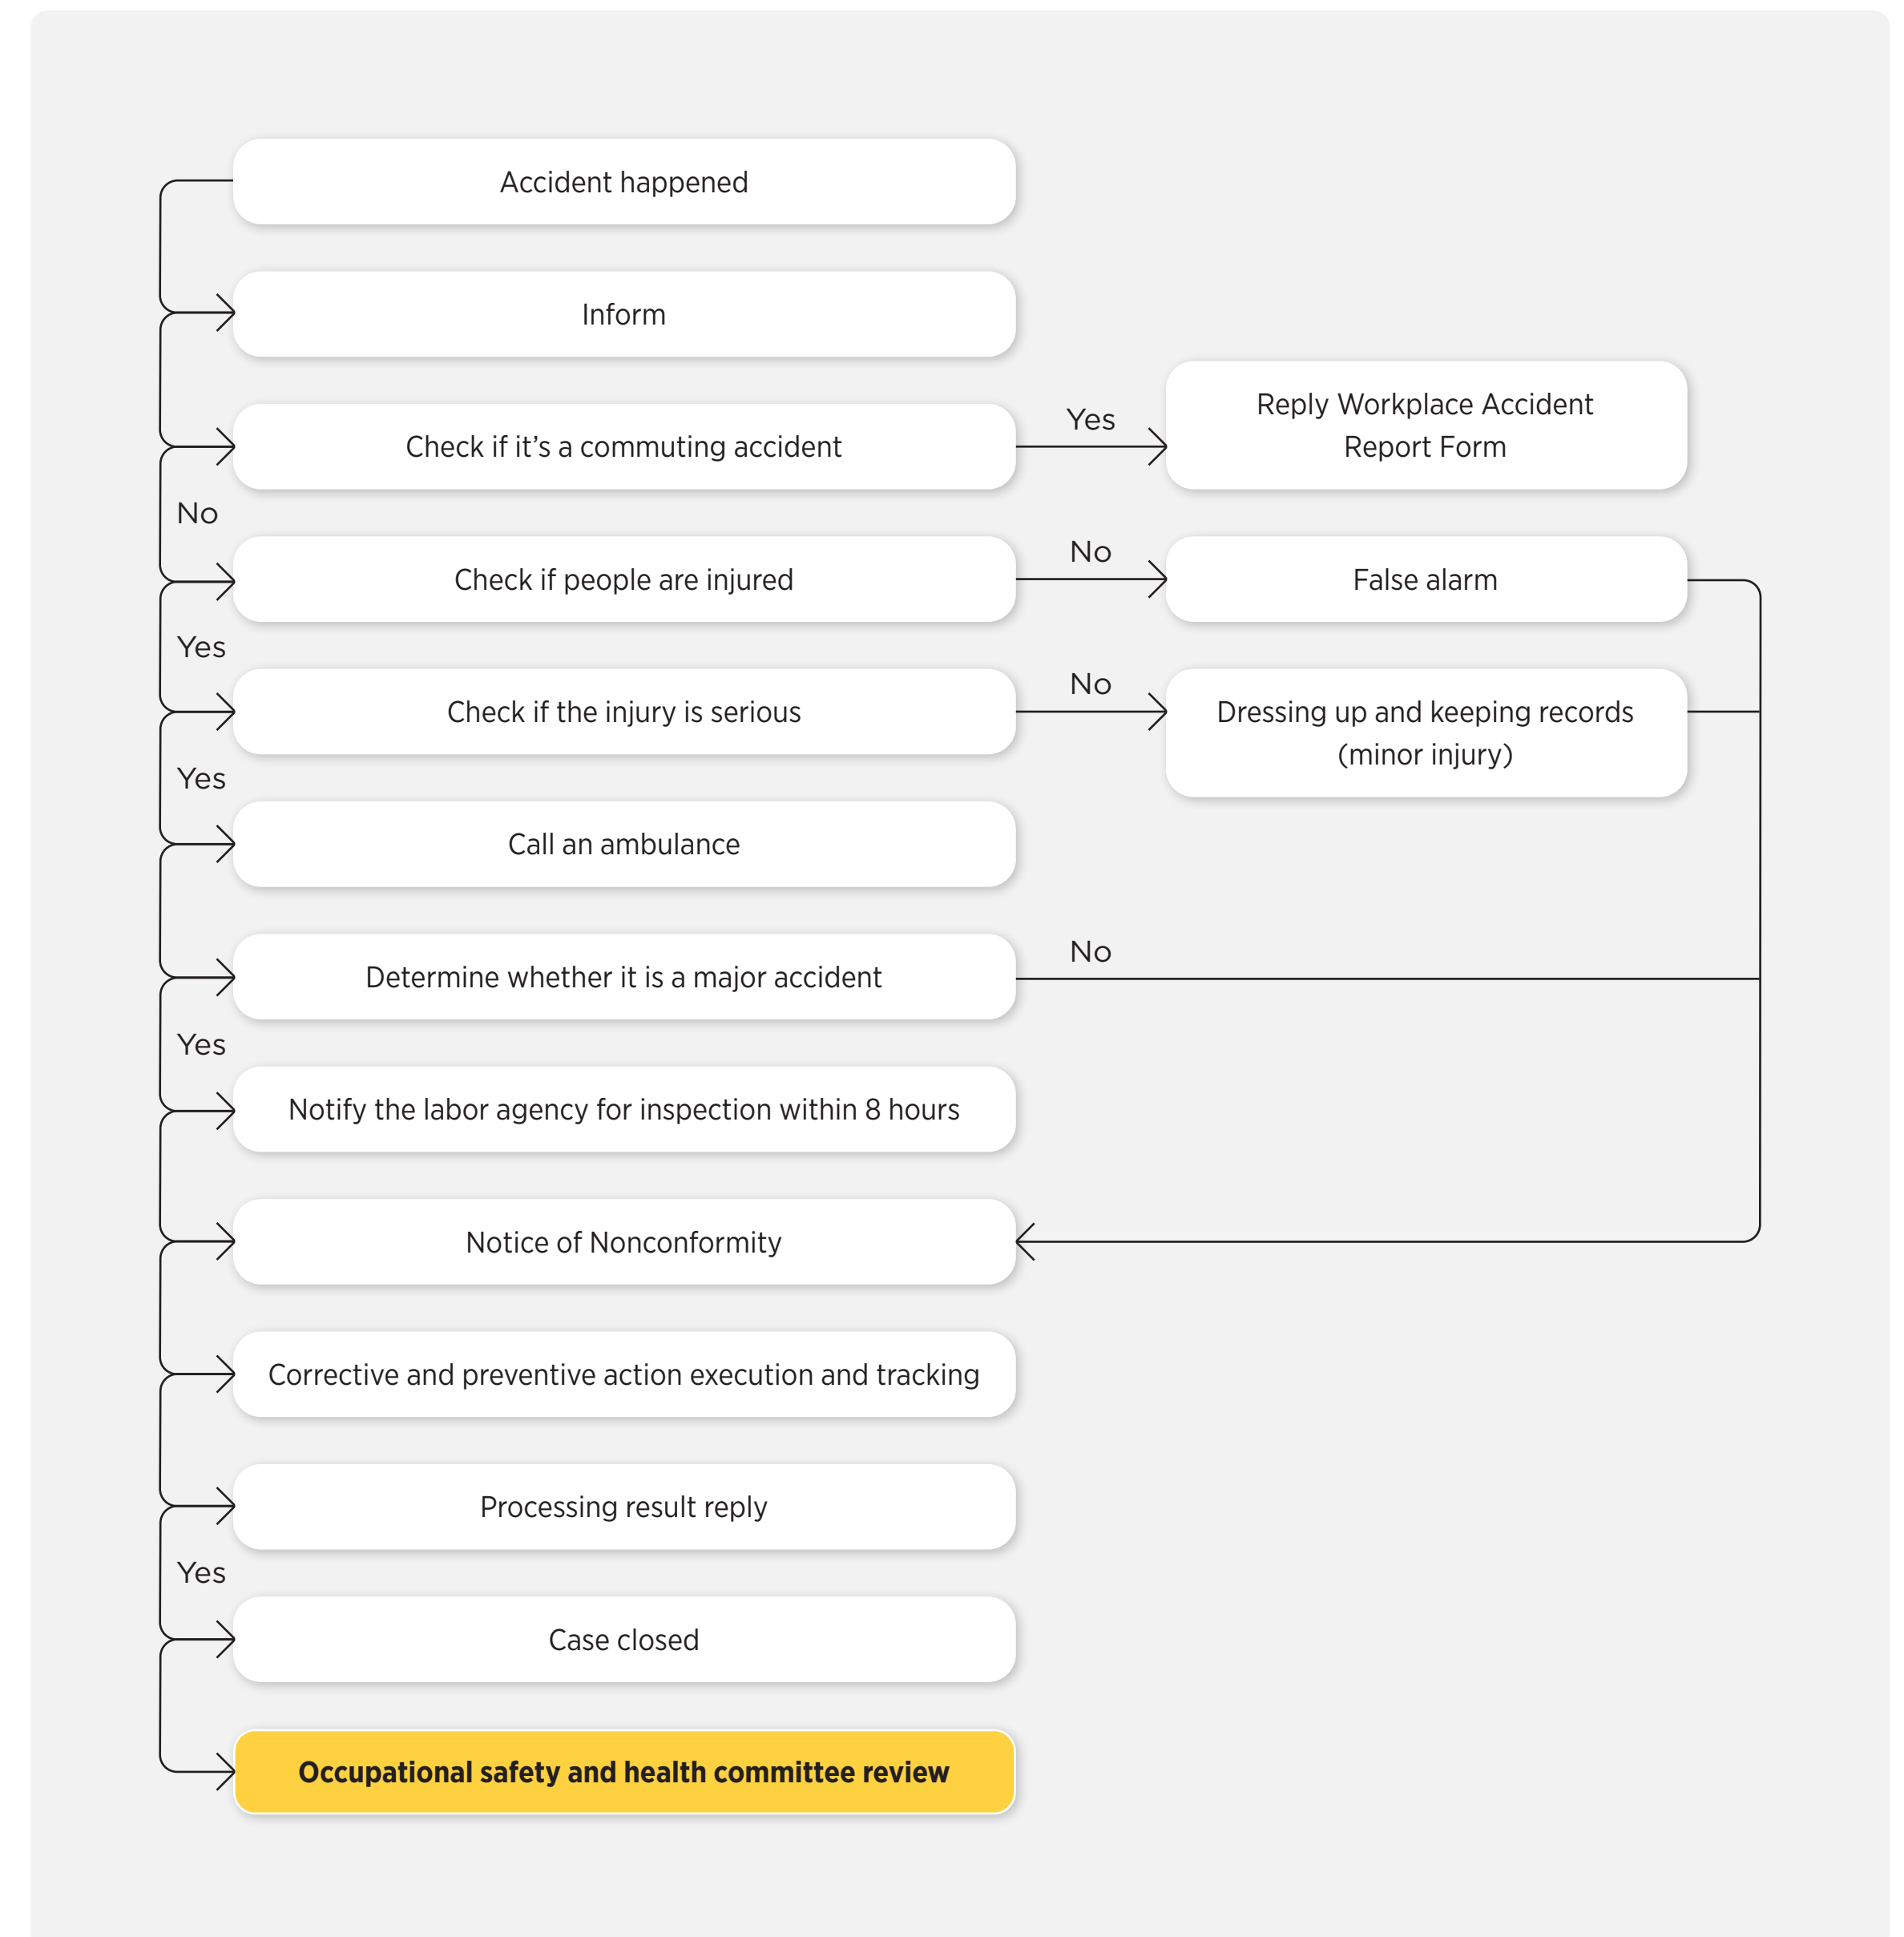 Accident happened
Inform
Check if it's a commuting accident
Yes
Reply Workplace Accident
Report Form
No
Check if people are injured
No
False alarm
Yes
Check if the injury is serious
No
Dressing up and keeping records
(minor injury)
Yes
Call an ambulance
Determine whether it is a major accident
No
Yes
Notify the labor agency for inspection within 8 hours
Notice of Nonconformity
Corrective and preventive action execution and tracking
Processing result reply
Yes
Case closed
Occupational safety and health committee review